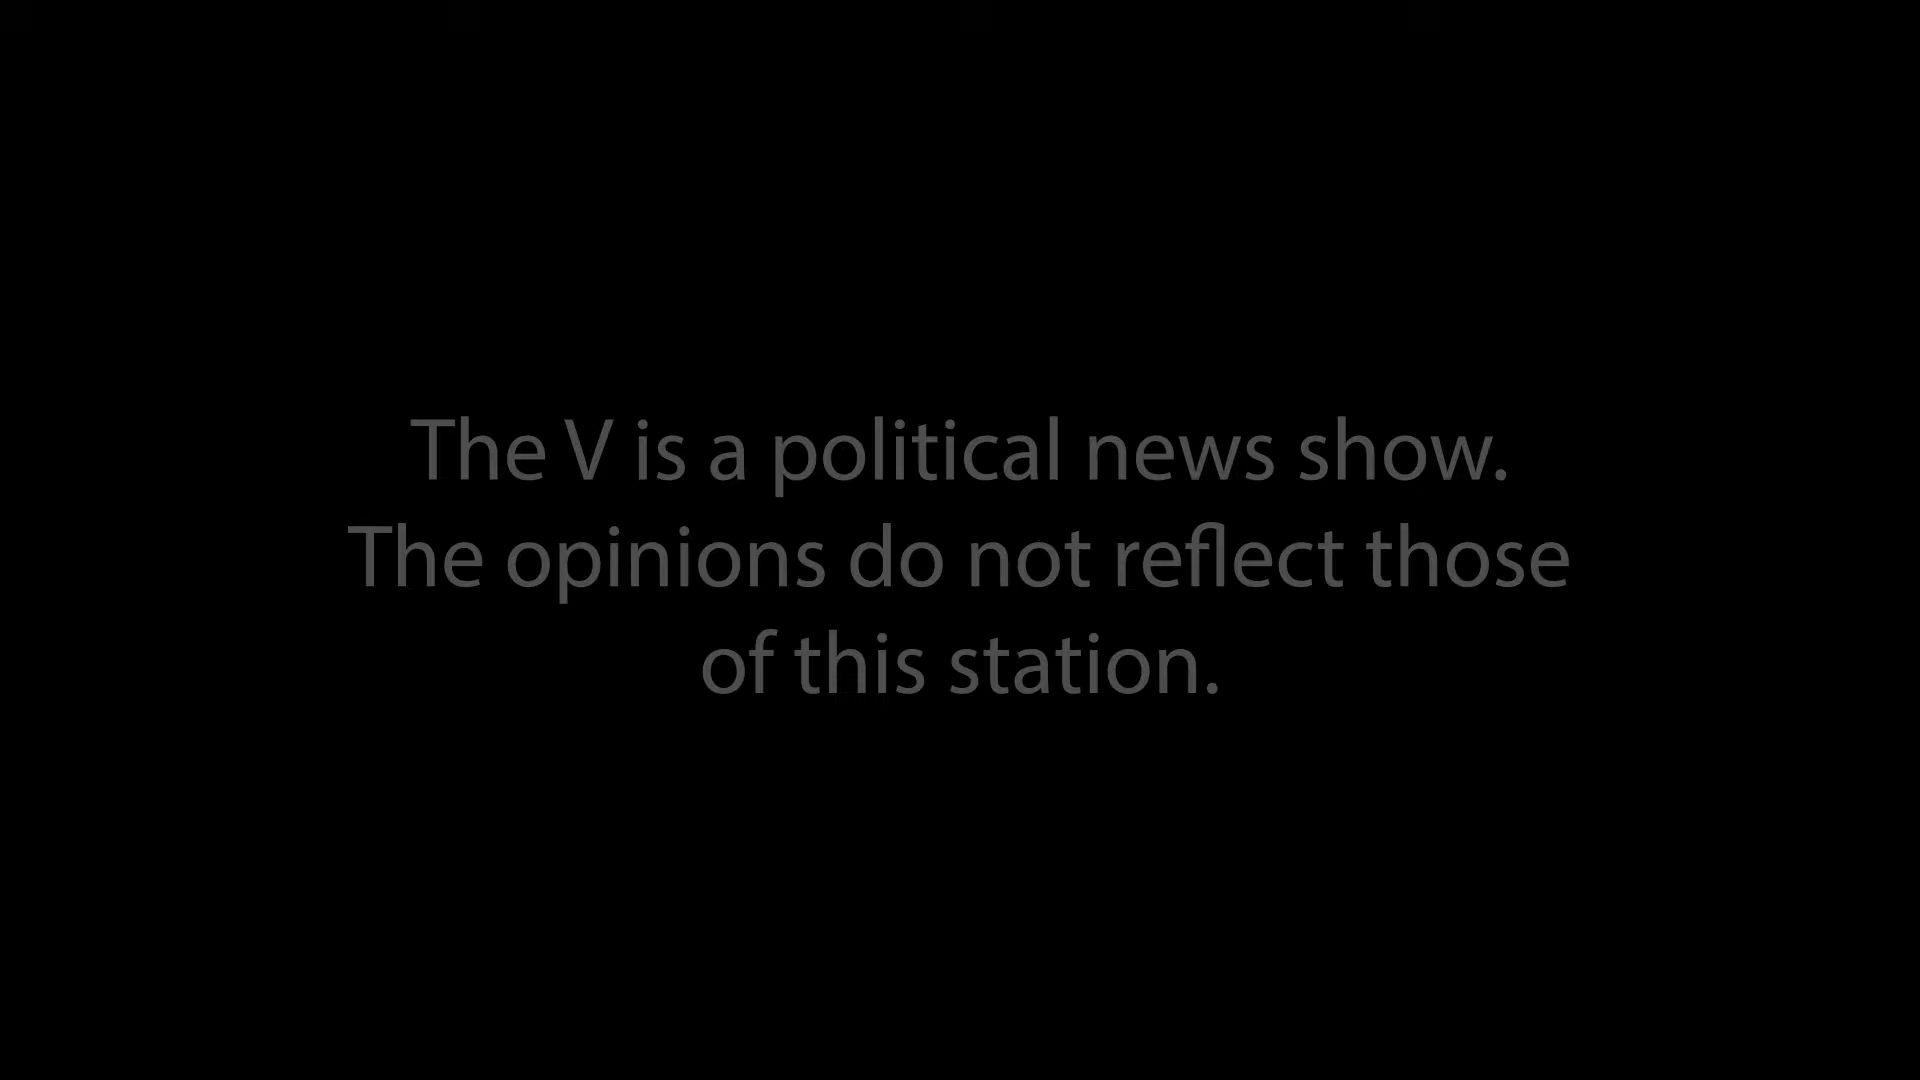 The V is a political news show.
The opinions do not reflect those
of this station.